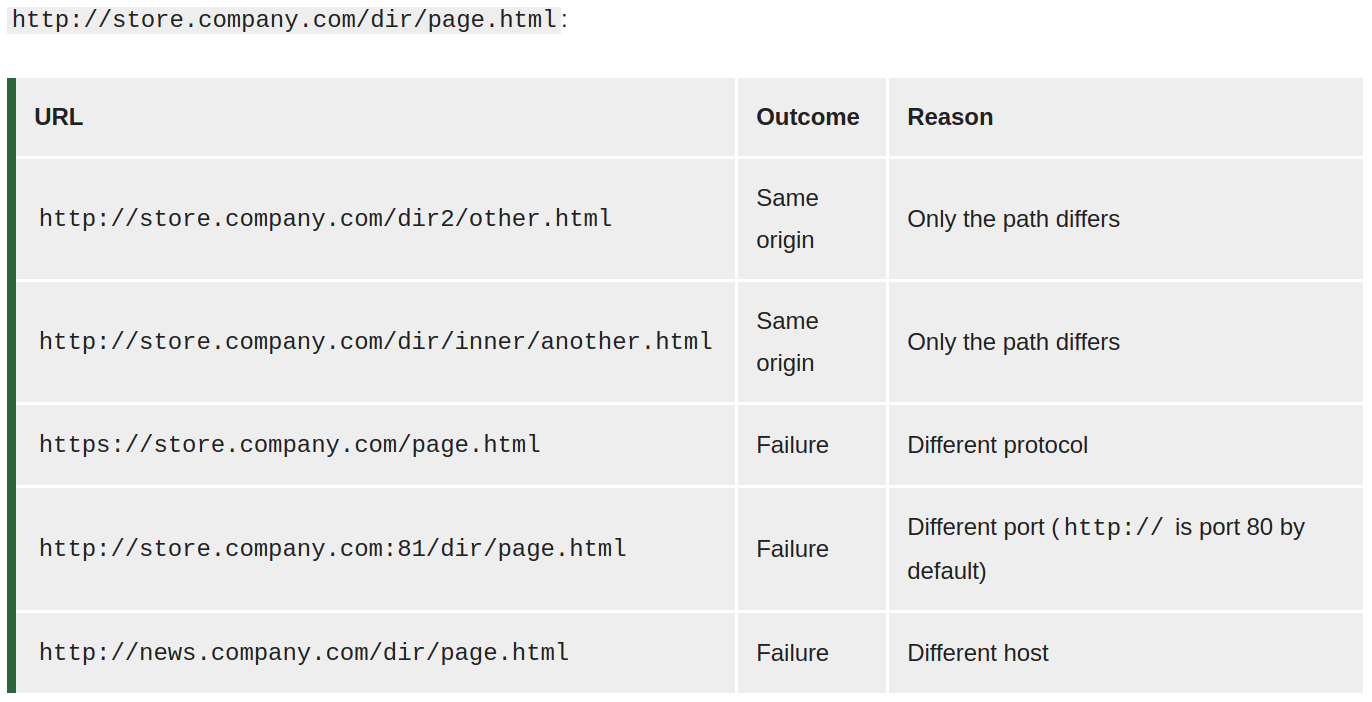 http://store.company.com/dir/page.html:
URL Outcome Reason
http://store.company.com/dir2/other.html Same origin Only the path differs
http://store.company.com/dir/inner/another.html Same origin Only the path differs
https://store.company.com/page.html Failure Different protocol
http://store.company.com:81/dir/page.html Failure Different port (http:// is port 80 by default)
http://news.company.com/dir/page.html Failure Different host